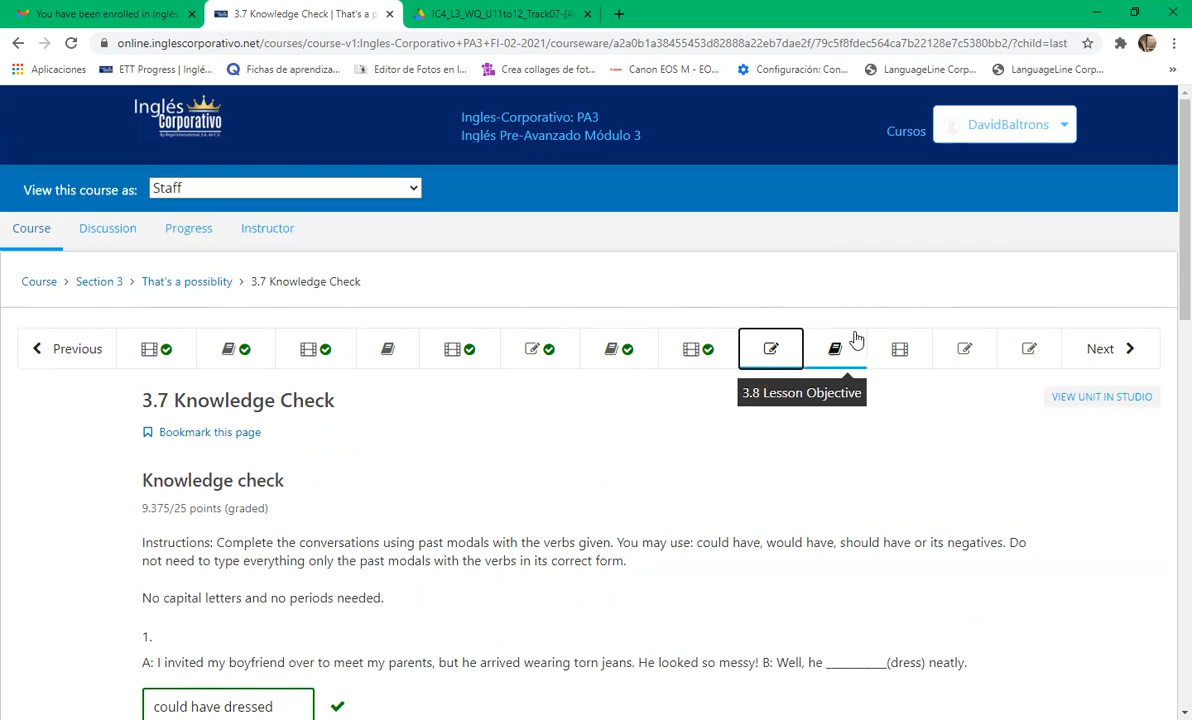 You have been enrolled in Inglés
3.7 Knowledge Check | That's a p
IC4_L3_WQ_U11to12_Track07-[A
online.inglescorporativo.net/courses/course-v1:Ingles-Corporativo+PA3+FI-02-2021/courseware/a2a0b1a38455453d82888a22eb7dae2f/79c5f8fdec564ca7b22128e7c5380bb2/?child=last
Aplicaciones
ETT Progress | Inglé...
Fichas de aprendiza...
Editor de Fotos en l...
Crea collages de fot...
Canon EOS M - EO...
Configuración: Con...
LanguageLine Corp...
LanguageLine Corp...
»
Inglés
Corporativo
Ingles-Corporativo: PA3
Inglés Pre-Avanzado Módulo 3
Cursos
DavidBaltrons
View this course as:
Staff
Course
Discussion
Progress
Instructor
Course > Section 3 > That's a possiblity > 3.7 Knowledge Check
Previous
Next
3.8 Lesson Objective
3.7 Knowledge Check
VIEW UNIT IN STUDIO
Bookmark this page
Knowledge check
9.375/25 points (graded)
Instructions: Complete the conversations using past modals with the verbs given. You may use: could have, would have, should have or its negatives. Do
not need to type everything only the past modals with the verbs in its correct form.
No capital letters and no periods needed.
1.
A: I invited my boyfriend over to meet my parents, but he arrived wearing torn jeans. He looked so messy! B: Well, he __________(dress) neatly.
could have dressed